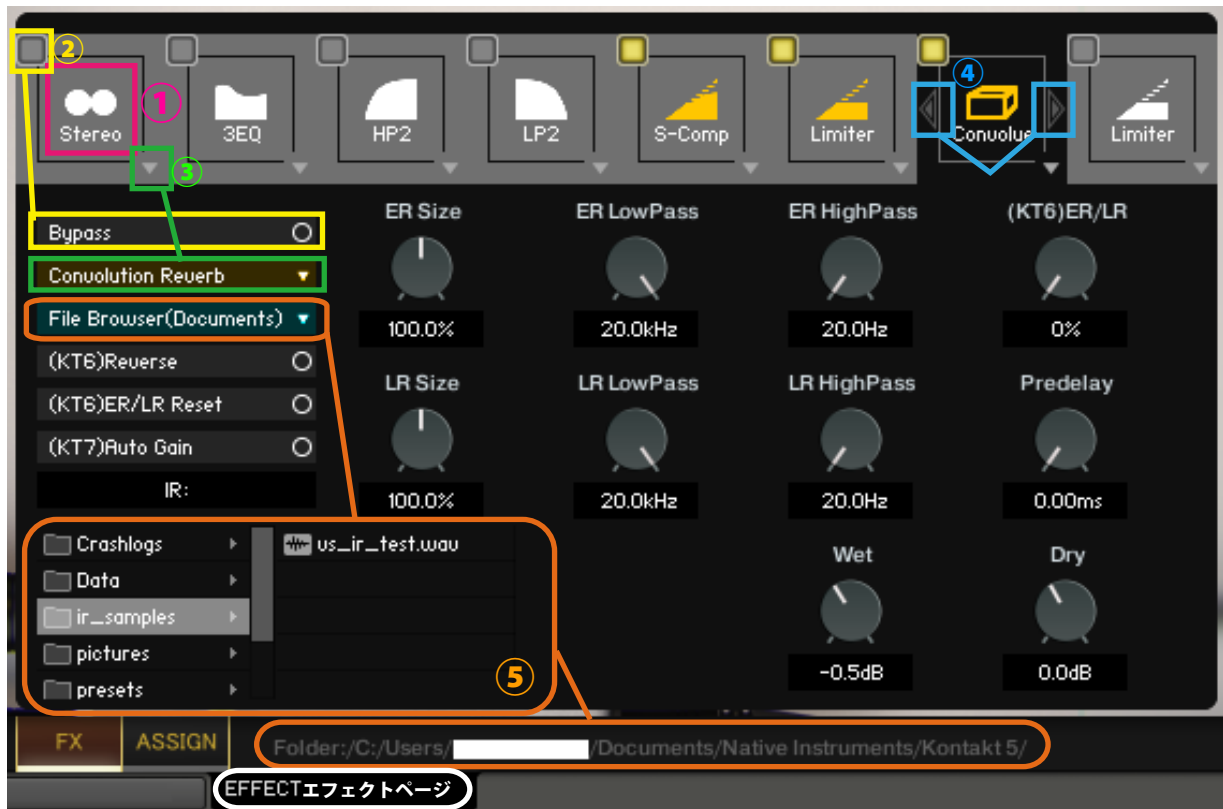 ② ④
① ③
Stereo 3EQ HP2 LP2 S-Comp Limiter Convolue Limiter
Bypass
Convolution Reverb
File Browser(Documents)
(KT6)Reverse
(KT6)ER/LR Reset
(KT7)Auto Gain
IR:
ER Size ER LowPass ER HighPass (KT6)ER/LR
100.0% 20.0kHz 20.0Hz 0%
LR Size LR LowPass LR HighPass Predelay
100.0% 20.0kHz 20.0Hz 0.00ms
Wet Dry
-0.5dB 0.0dB
Crashlogs
Data
ir_samples
pictures
presets
us_ir_test.wav
⑤
FX ASSIGN Folder:/C:/Users/ /Documents/Native Instruments/Kontakt 5/
EFFECTエフェクトページ